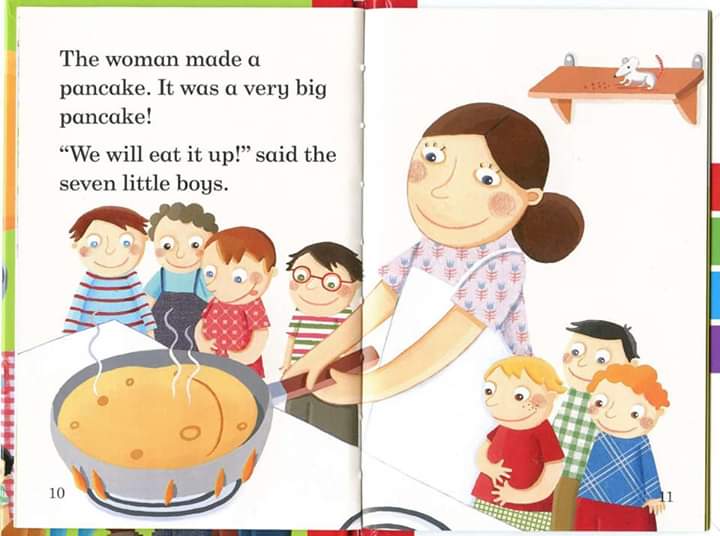 The woman made a
pancake. It was a very big
pancake!
"We will eat it up!" said the
seven little boys.
10
11